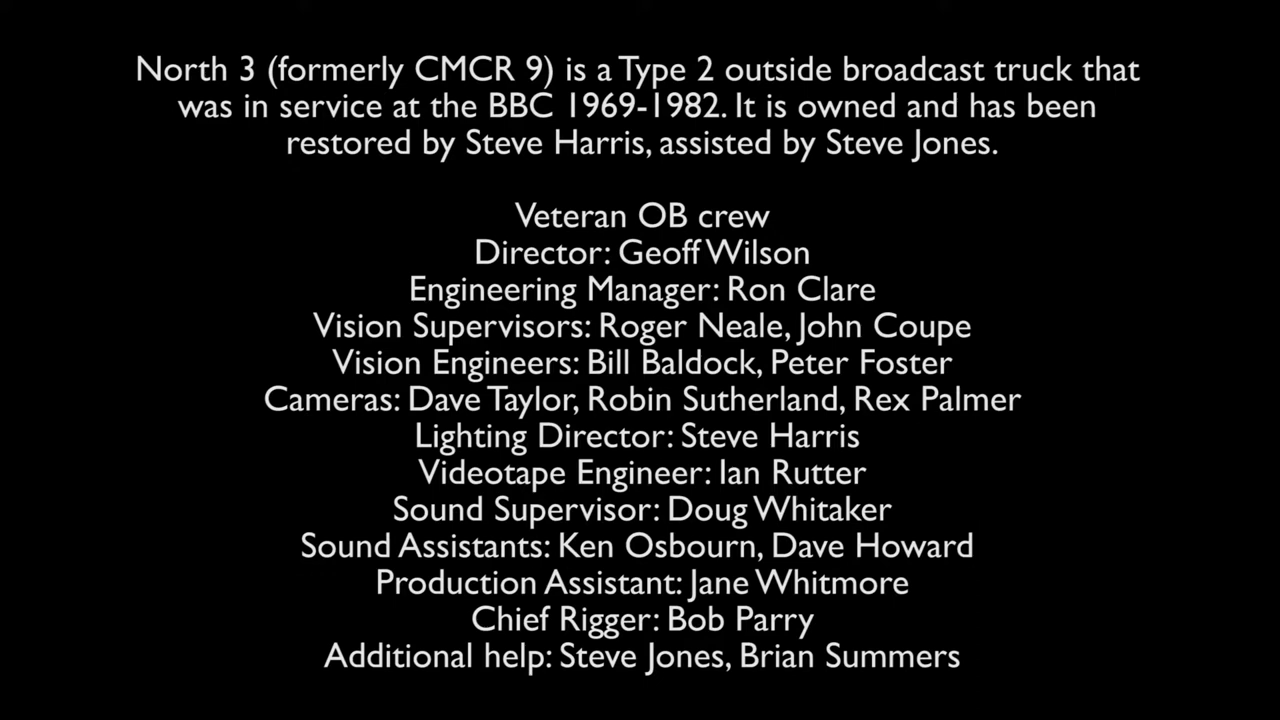 North 3 (formerly CMCR 9) is a Type 2 outside broadcast truck that
was in service at the BBC 1969-1982. It is owned and has been
restored by Steve Harris, assisted by Steve Jones.
Veteran OB crew
Director: Geoff Wilson
Engineering Manager: Ron Clare
Vision Supervisors: Roger Neale, John Coupe
Vision Engineers: Bill Baldock, Peter Foster
Cameras: Dave Taylor, Robin Sutherland, Rex Palmer
Lighting Director: Steve Harris
Videotape Engineer: Ian Rutter
Sound Supervisor: Doug Whitaker
Sound Assistants: Ken Osbourn, Dave Howard
Production Assistant: Jane Whitmore
Chief Rigger: Bob Parry
Additional help: Steve Jones, Brian Summers